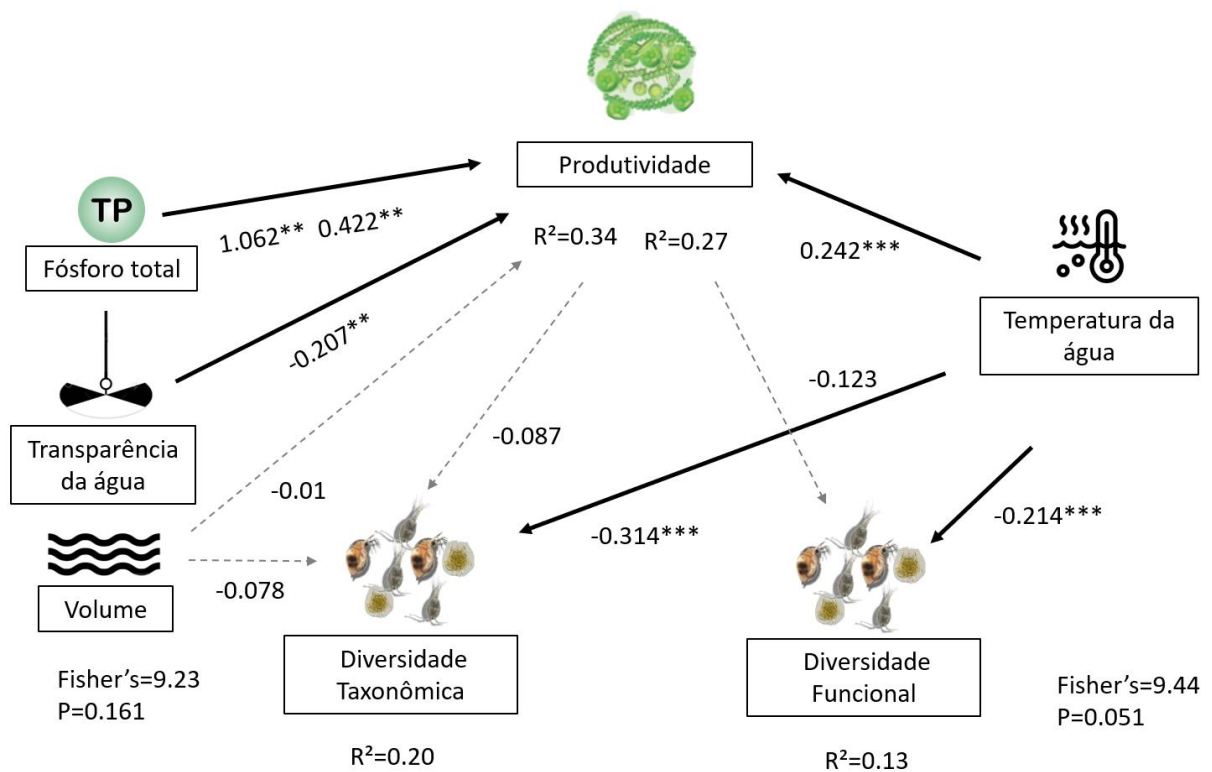 Produtividade
TP
1.062** 0.422**
R²=0.34 R²=0.27
0.242***
Fósforo total
Temperatura da
água
-0.207**
-0.123
Transparência
da água
-0.087
-0.01
-0.314***
-0.214***
-0.078
Volume
Diversidade
Taxonômica
Diversidade
Funcional
Fisher’s=9.23
P=0.161
Fisher’s=9.44
P=0.051
R²=0.20
R²=0.13